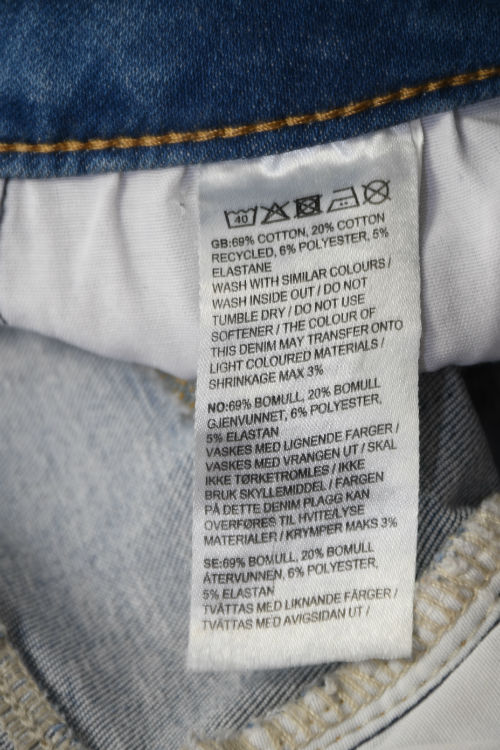 40
GB:69% COTTON, 20% COTTON
RECYCLED, 6% POLYESTER, 5%
ELASTANE
WASH WITH SIMILAR COLOURS /
WASH INSIDE OUT / DO NOT
TUMBLE DRY / DO NOT USE
SOFTENER / THE COLOUR OF
THIS DENIM MAY TRANSFER ONTO
LIGHT COLOURED MATERIALS /
SHRINKAGE MAX 3%
NO:69% BOMULL, 20% BOMULL
GJENVUNNET, 6% POLYESTER,
5% ELASTAN
VASKES MED LIGNENDE FARGER /
VASKES MED VRANGEN UT / SKAL
IKKE TØRKETROMLES / IKKE
BRUK SKYLLEMIDDEL / FARGEN
PÅ DETTE DENIM PLAGG KAN
OVERFØRES TIL HVITE/LYSE
MATERIALER / KRYMPER MAKS 3%
SE:69% BOMULL, 20% BOMULL
ÅTERVUNNEN, 6% POLYESTER,
5% ELASTAN
TVÄTTAS MED LIKNANDE FÄRGER /
TVÄTTAS MED AVIGSIDAN UT /